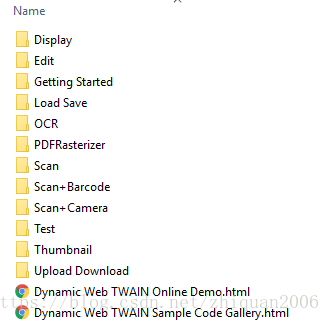 Name
Display
Edit
Getting Started
Load Save
OCR
PDFRasterizer
Scan
Scan+Barcode
Scan+Camera
Test
Thumbnail
Upload Download
Dynamic Web TWAIN Online Demo.html
https://blog.csdn.net/zhiquan2006
Dynamic Web TWAIN Sample Code Gallery.html